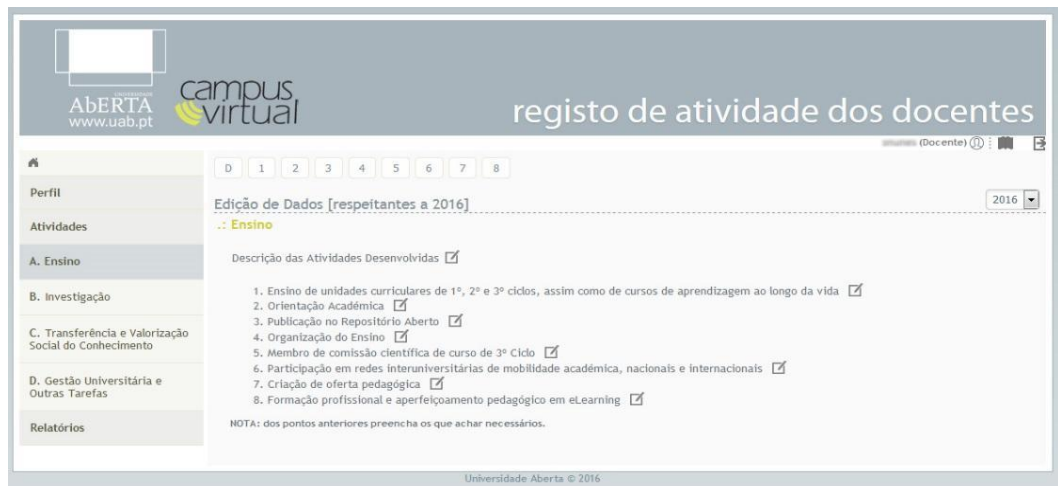 UNIVERSIDADE
AbERTA
www.uab.pt
campus
virtual
registo de atividade dos docentes
(Docente)
D 1 2 3 4 5 6 7 8
Perfil
Atividades
A. Ensino
B. Investigação
C. Transferência e Valorização
Social do Conhecimento
D. Gestão Universitária e
Outras Tarefas
Relatórios
Edição de Dados [respeitantes a 2016]
2016
.: Ensino
Descrição das Atividades Desenvolvidas
1. Ensino de unidades curriculares de 1º, 2º e 3º ciclos, assim como de cursos de aprendizagem ao longo da vida
2. Orientação Académica
3. Publicação no Repositório Aberto
4. Organização do Ensino
5. Membro de comissão científica de curso de 3º Ciclo
6. Participação em redes interuniversitárias de mobilidade académica, nacionais e internacionais
7. Criação de oferta pedagógica
8. Formação profissional e aperfeiçoamento pedagógico em eLearning
NOTA: dos pontos anteriores preencha os que achar necessários.
Universidade Aberta © 2016